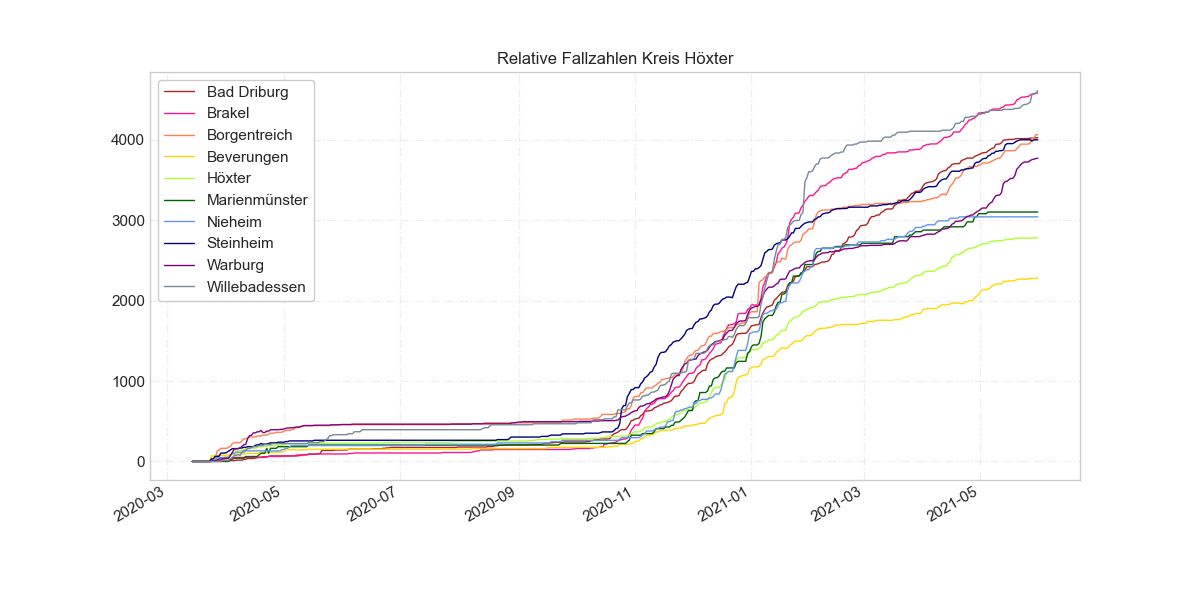 Relative Fallzahlen Kreis Höxter
Bad Driburg
Brakel
Borgentreich
Beverungen
Höxter
Marienmünster
Nieheim
Steinheim
Warburg
Willebadessen
4000
3000
2000
1000
0
2020-03
2020-05
2020-07
2020-09
2020-11
2021-01
2021-03
2021-05